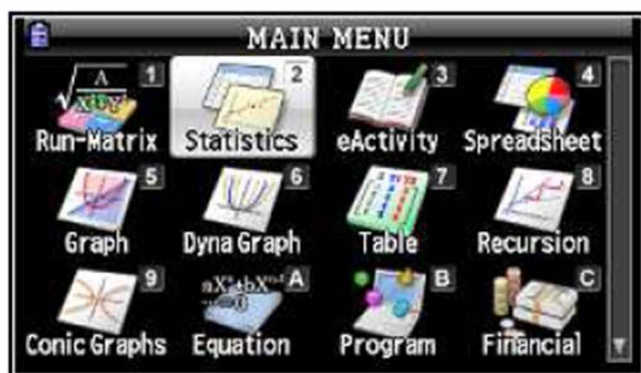 MAIN MENU
1 2 3 4
Run-Matrix Statistics eActivity Spreadsheet
5 6 7 8
Graph Dyna Graph Table Recursion
9 A B C
Conic Graphs Equation Program Financial